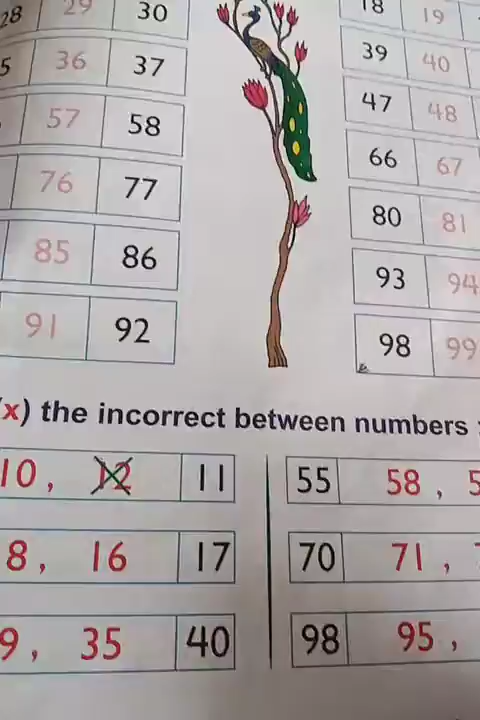 28 29 30 18 19
5 36 37 39 40
57 58 47 48
76 77 66 67
85 86 80 81
91 92 93 94
98 99
(x) the incorrect between numbers :
10, 12 11 55 58, 5
8, 16 17 70 71,
9, 35 40 98 95,